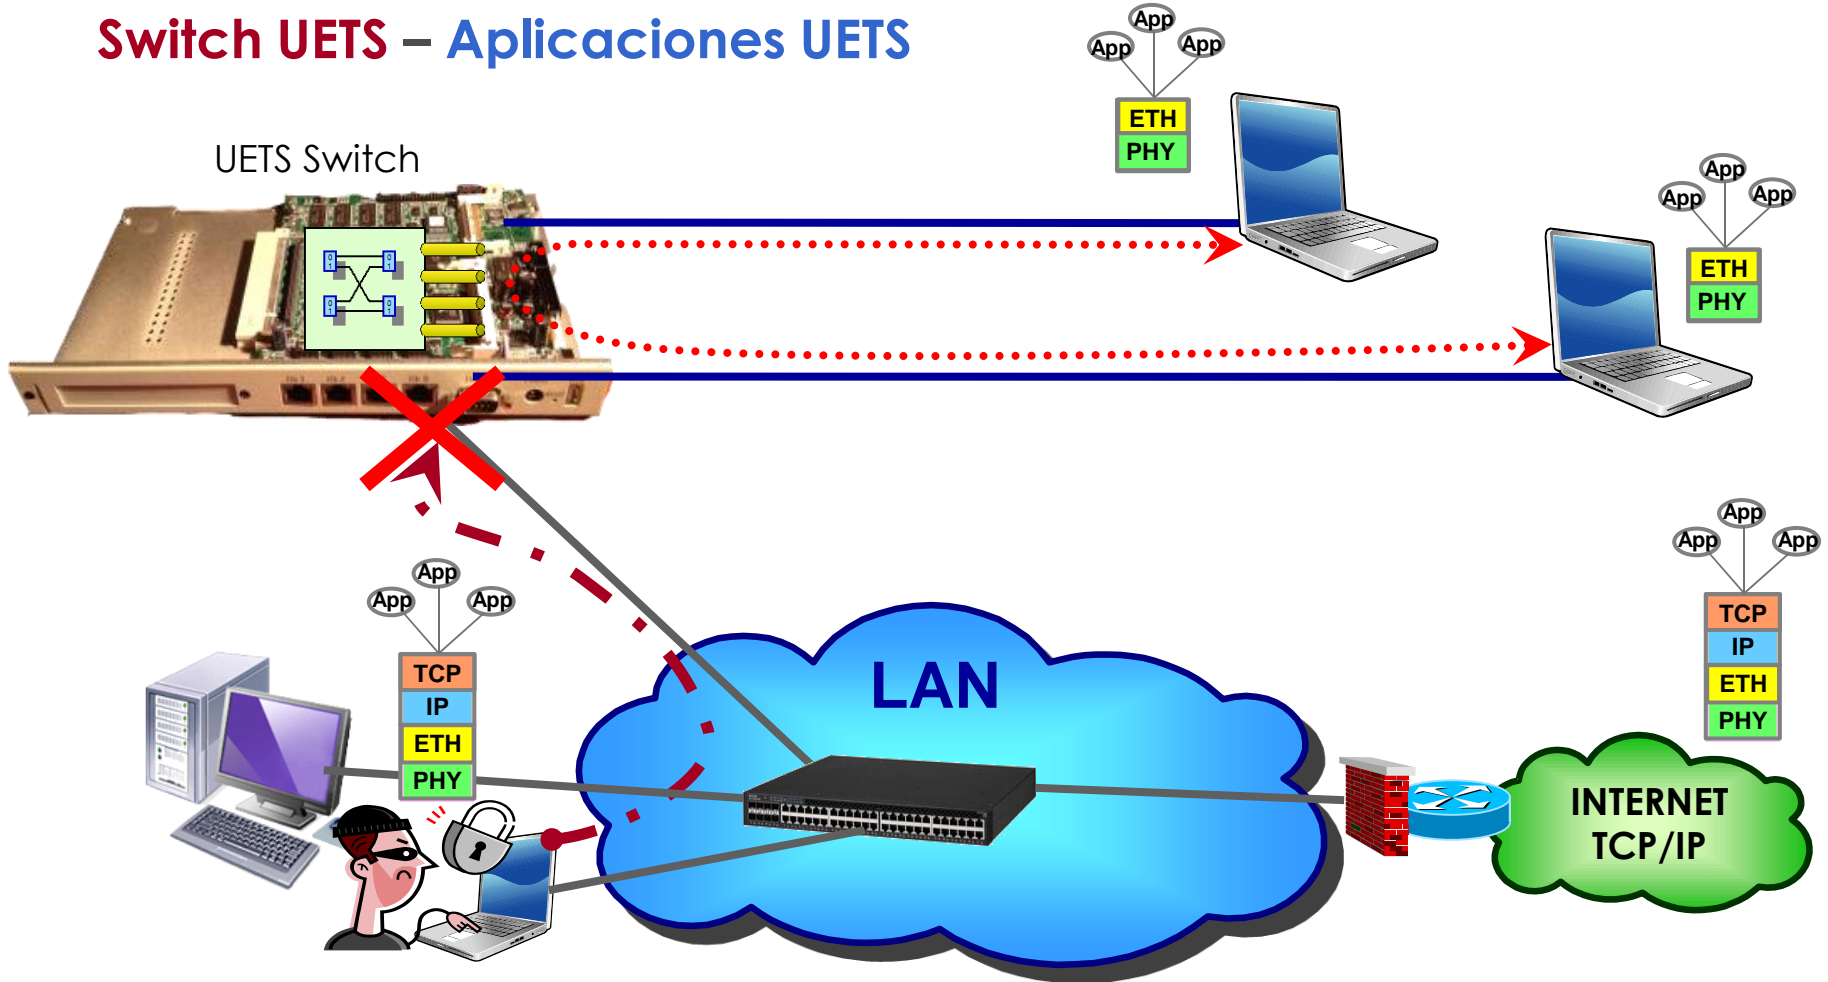 Switch UETS – Aplicaciones UETS
App
App
App
ETH
PHY
UETS Switch
App
App
App
ETH
PHY
App
App
App
TCP
IP
ETH
PHY
App
App
App
TCP
IP
ETH
PHY
LAN
INTERNET
TCP/IP